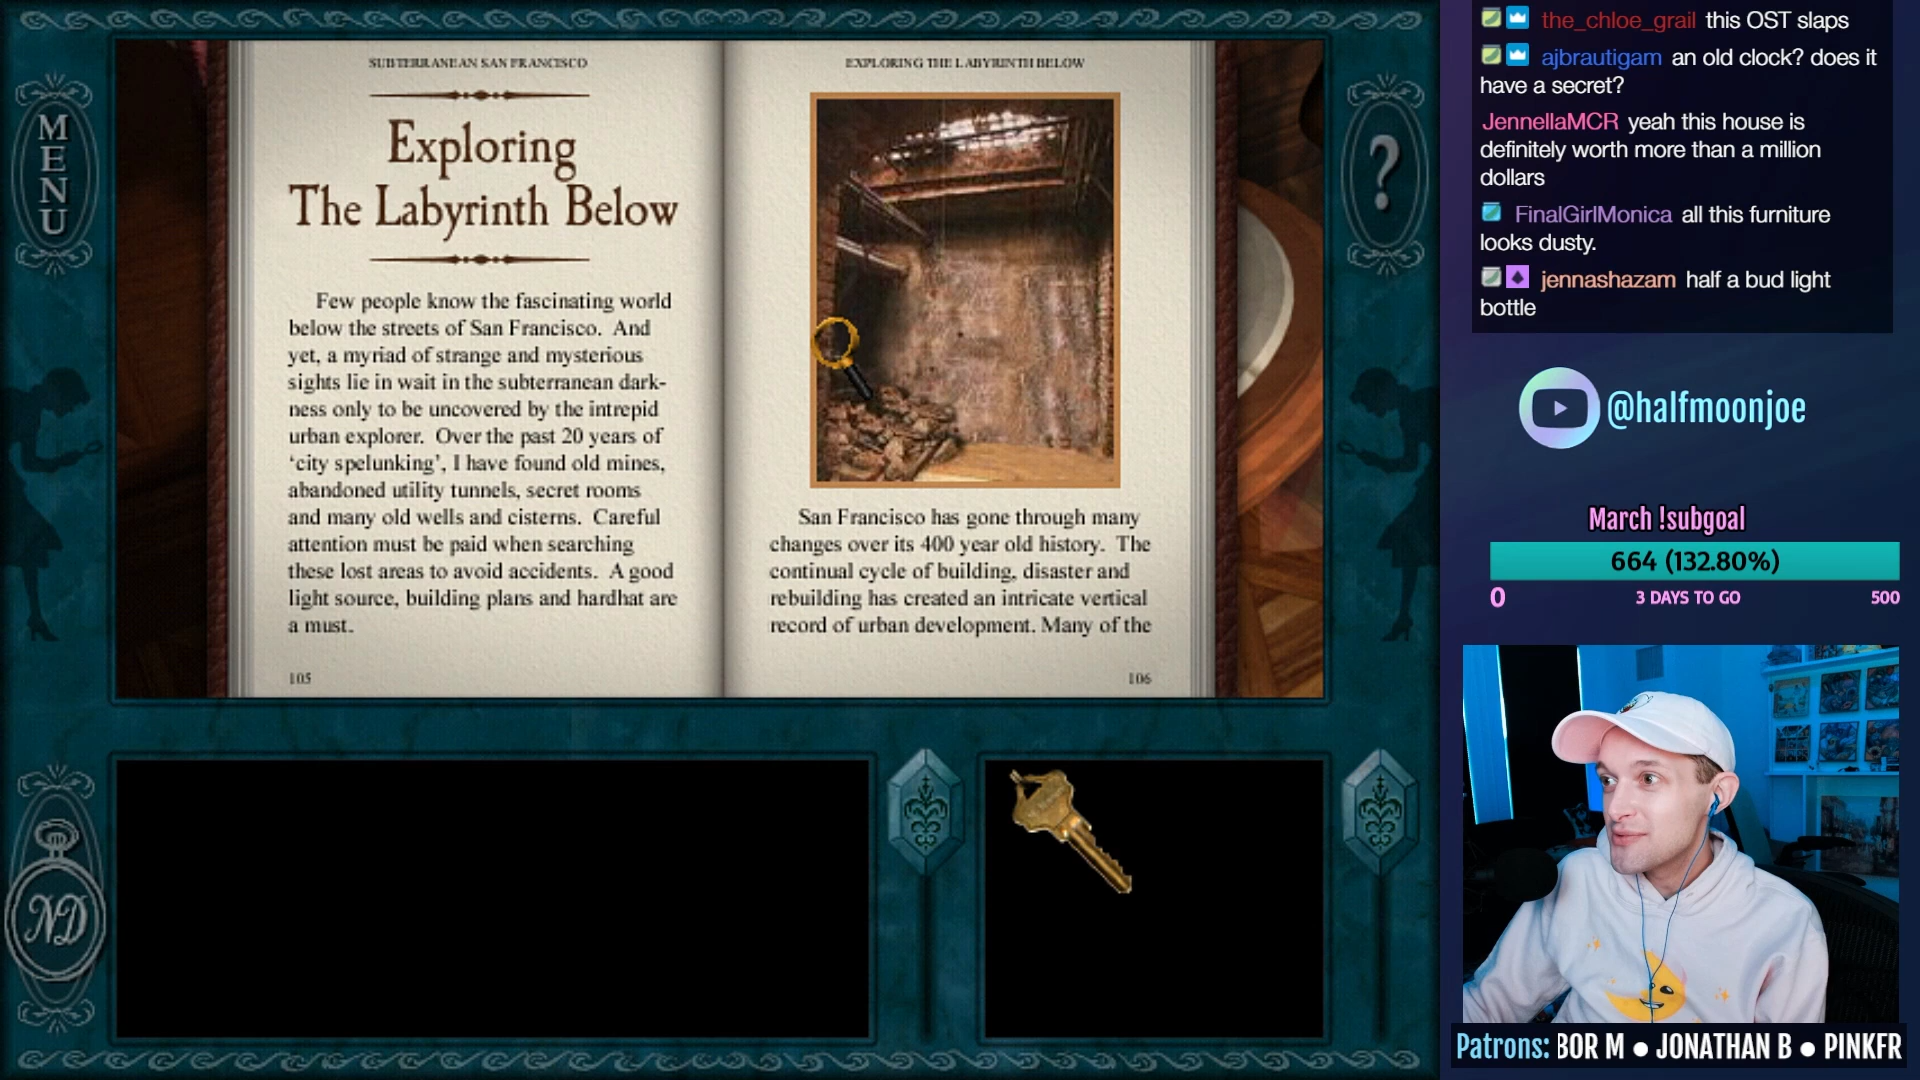 MENU
SUBTERRANEAN SAN FRANCISCO
Exploring
The Labyrinth Below
Few people know the fascinating world
below the streets of San Francisco. And
yet, a myriad of strange and mysterious
sights lie in wait in the subterranean dark-
ness only to be uncovered by the intrepid
urban explorer. Over the past 20 years of
‘city spelunking’, I have found old mines,
abandoned utility tunnels, secret rooms
and many old wells and cisterns. Careful
attention must be paid when searching
these lost areas to avoid accidents. A good
light source, building plans and hardhat are
a must.
105
EXPLORING THE LABYRINTH BELOW
San Francisco has gone through many
changes over its 400 year old history. The
continual cycle of building, disaster and
rebuilding has created an intricate vertical
record of urban development. Many of the
106
?
ND
the_chloe_grail this OST slaps
ajbrautigam an old clock? does it
have a secret?
JennellaMCR yeah this house is
definitely worth more than a million
dollars
FinalGirlMonica all this furniture
looks dusty.
jennashazam half a bud light
bottle
@halfmoonjoe
March !subgoal
664 (132.80%)
0 3 DAYS TO GO 500
Patrons: BOR M ● JONATHAN B ● PINKFR